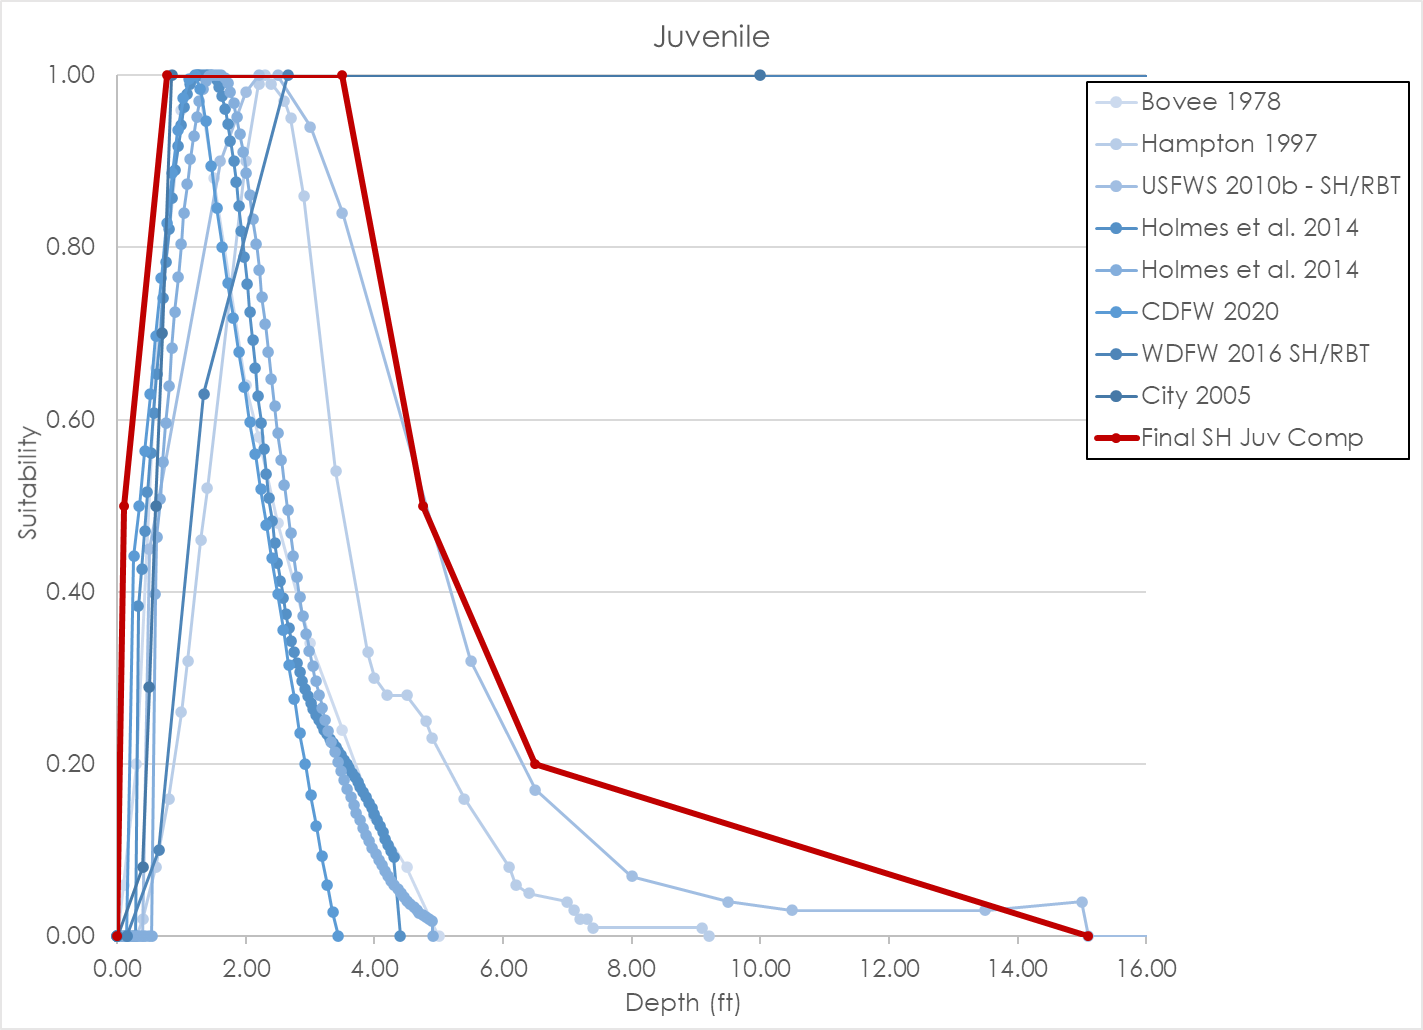 Juvenile
1.00
0.80
0.60
0.40
0.20
0.00
Suitability
0.00 2.00 4.00 6.00 8.00 10.00 12.00 14.00 16.00
Depth (ft)
Bovee 1978
Hampton 1997
USFWS 2010b - SH/RBT
Holmes et al. 2014
Holmes et al. 2014
CDFW 2020
WDFW 2016 SH/RBT
City 2005
Final SH Juv Comp